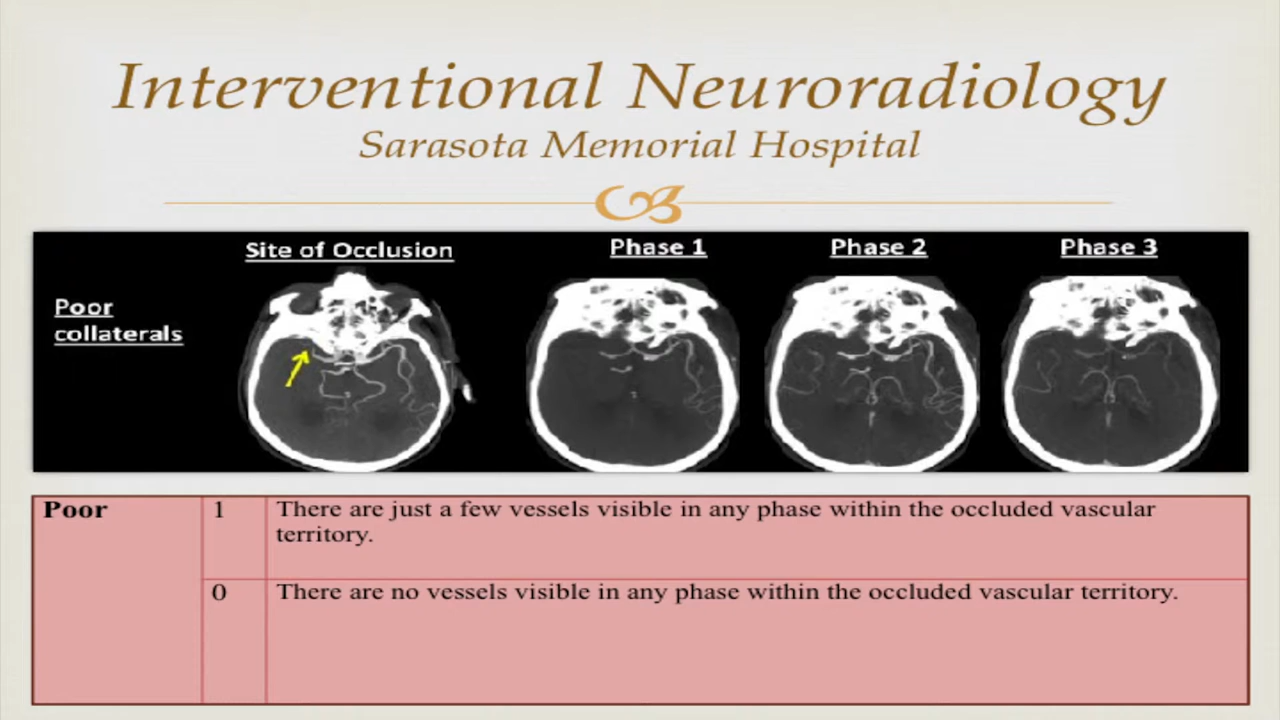 Interventional Neuroradiology
Sarasota Memorial Hospital
Site of Occlusion
Phase 1
Phase 2
Phase 3
Poor
collaterals
Poor
1
There are just a few vessels visible in any phase within the occluded vascular
territory.
0
There are no vessels visible in any phase within the occluded vascular territory.